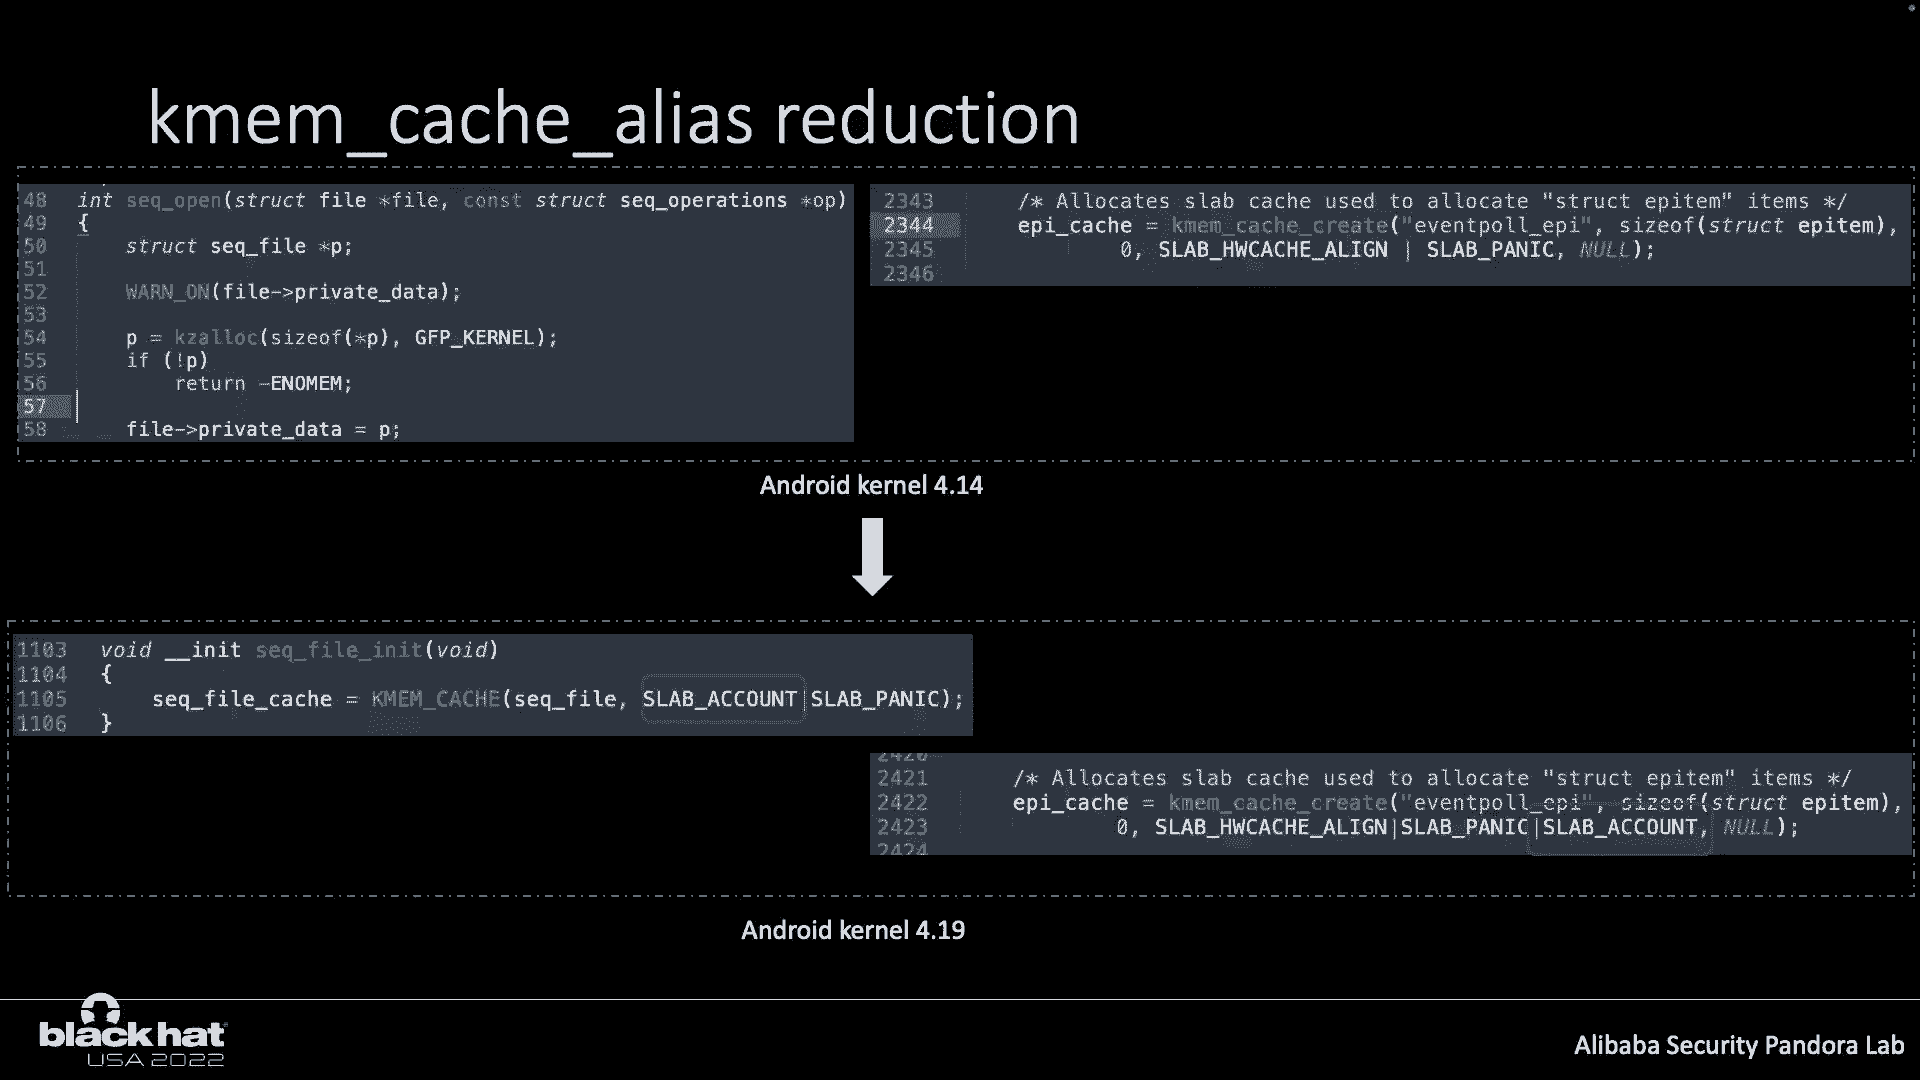 kmem_cache_alias reduction
48 int seq_open(struct file *file, const struct seq_operations *op)
49 {
50 struct seq_file *p;
51
52 WARN_ON(file->private_data);
53
54 p = kzalloc(sizeof(*p), GFP_KERNEL);
55 if (!p)
56 return -ENOMEM;
57
58 file->private_data = p;
2343 /* Allocates slab cache used to allocate "struct epitem" items */
2344 epi_cache = kmem_cache_create("eventpoll_epi", sizeof(struct epitem),
2345 0, SLAB_HWCACHE_ALIGN | SLAB_PANIC, NULL);
2346
Android kernel 4.14
1103 void __init seq_file_init(void)
1104 {
1105 seq_file_cache = KMEM_CACHE(seq_file, SLAB_ACCOUNT|SLAB_PANIC);
1106 }
2420
2421 /* Allocates slab cache used to allocate "struct epitem" items */
2422 epi_cache = kmem_cache_create("eventpoll_epi", sizeof(struct epitem),
2423 0, SLAB_HWCACHE_ALIGN|SLAB_PANIC|SLAB_ACCOUNT, NULL);
2424
Android kernel 4.19
black hat
USA 2022
Alibaba Security Pandora Lab